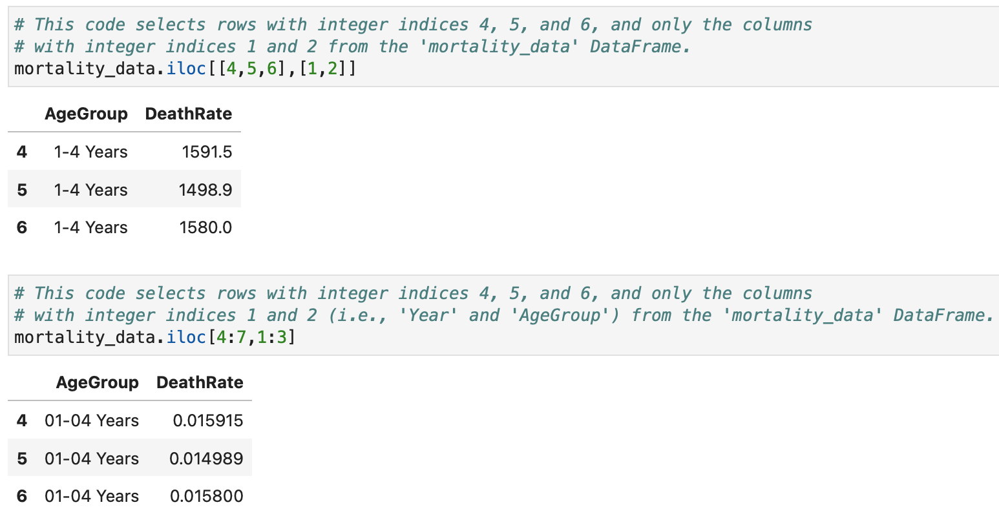 # This code selects rows with integer indices 4, 5, and 6, and only the columns
# with integer indices 1 and 2 from the 'mortality_data' DataFrame.
mortality_data.iloc[[4,5,6],[1,2]]
AgeGroup DeathRate
4 1-4 Years 1591.5
5 1-4 Years 1498.9
6 1-4 Years 1580.0
# This code selects rows with integer indices 4, 5, and 6, and only the columns
# with integer indices 1 and 2 (i.e., 'Year' and 'AgeGroup') from the 'mortality_data' DataFrame.
mortality_data.iloc[4:7,1:3]
AgeGroup DeathRate
4 01-04 Years 0.015915
5 01-04 Years 0.014989
6 01-04 Years 0.015800